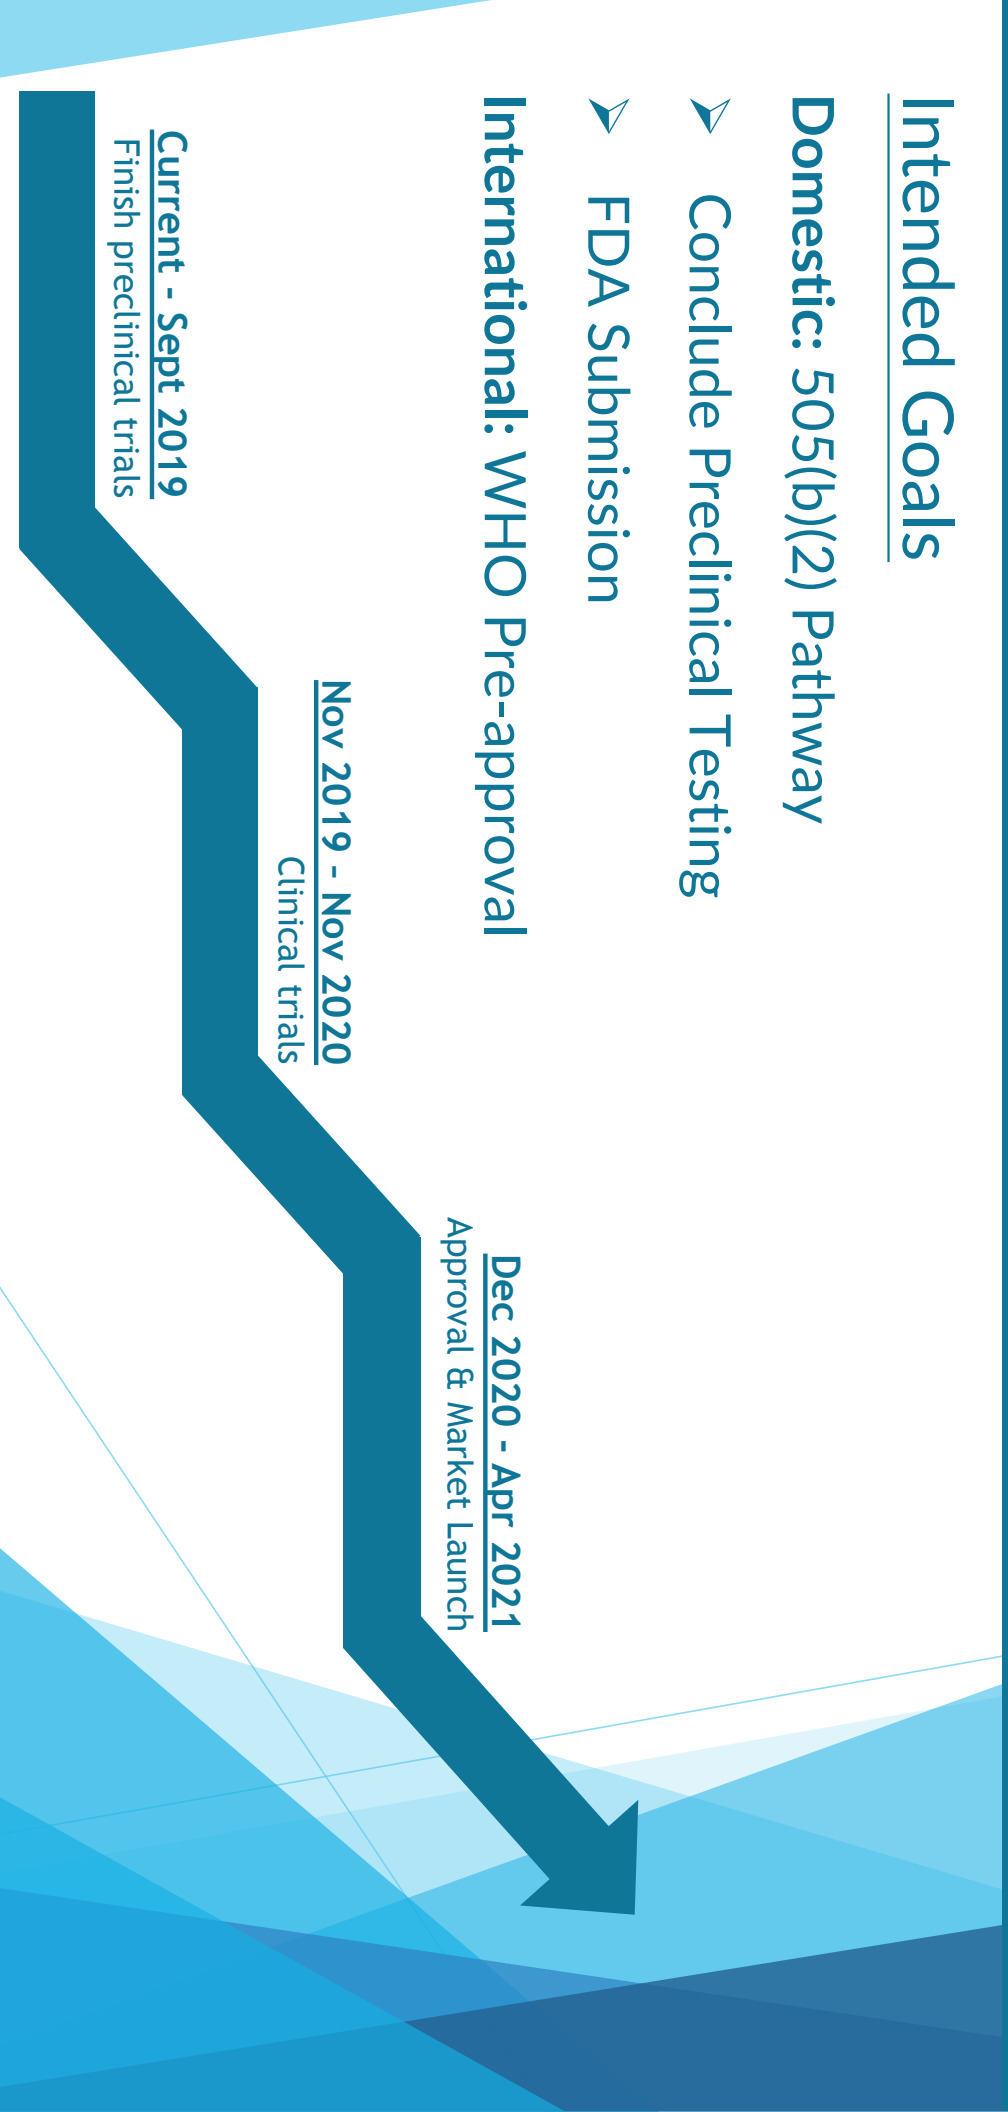 Intended Goals
Domestic: 505(b)(2) Pathway
Conclude Preclinical Testing
FDA Submission
International: WHO Pre-approval
Dec 2020 - Apr 2021
Approval & Market Launch
Nov 2019 - Nov 2020
Clinical trials
Current - Sept 2019
Finish preclinical trials